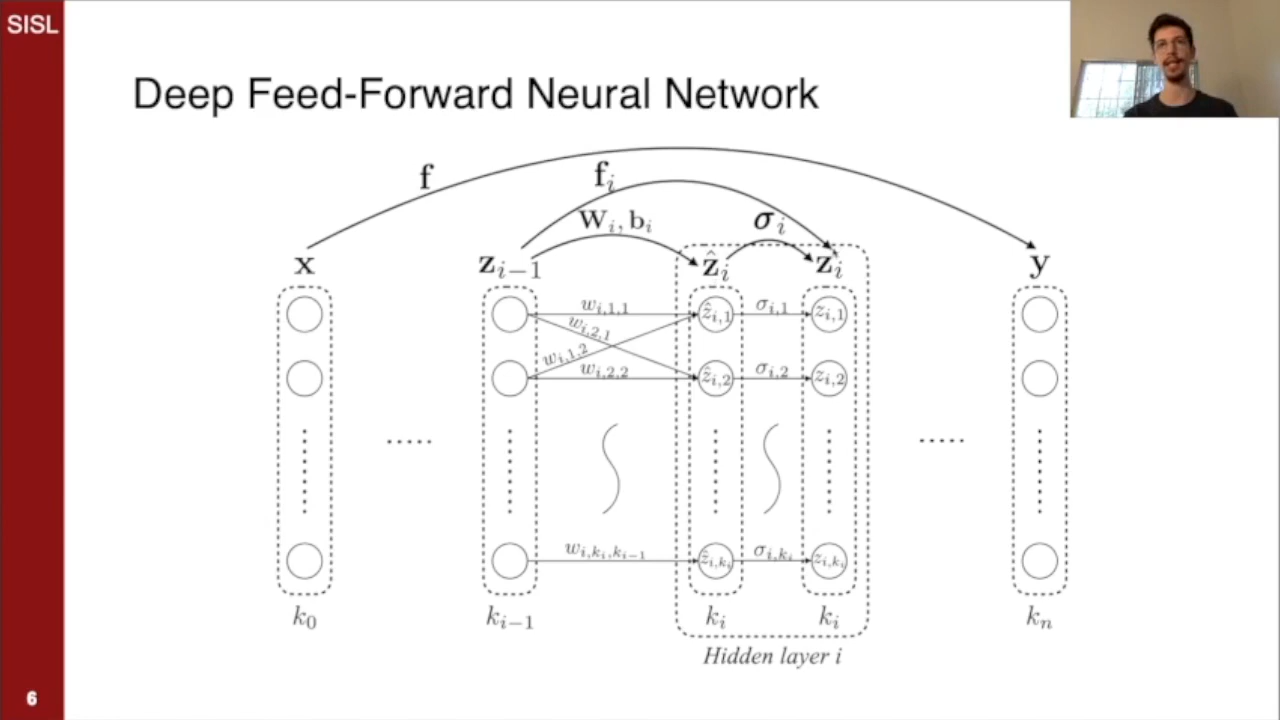 SISL
Deep Feed-Forward Neural Network
f
f_i
W_i, b_i
σ_i
x
z_{i−1}
ẑ_i
z_i
y
w_{i,1,1}
σ_{i,1}
ẑ_{i,1}
z_{i,1}
w_{i,2,1}
w_{i,1,2}
w_{i,2,2}
σ_{i,2}
ẑ_{i,2}
z_{i,2}
w_{i,k_i,k_{i−1}}
σ_{i,k_i}
ẑ_{i,k_i}
z_{i,k_i}
k_0
k_{i−1}
k_i
k_i
k_n
Hidden layer i
6